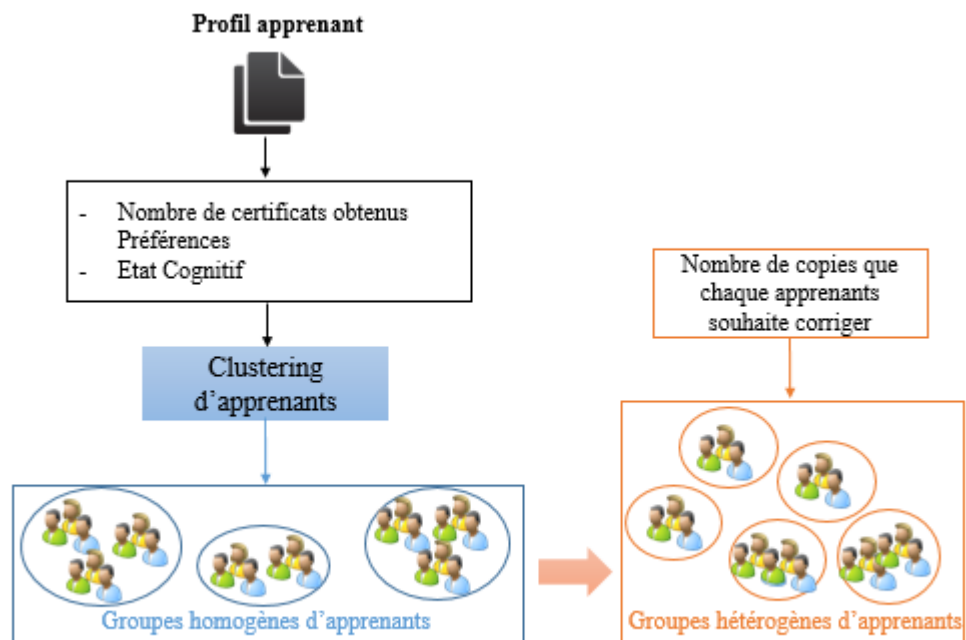 Profil apprenant
- Nombre de certificats obtenus
Préférences
- Etat Cognitif
Nombre de copies que
chaque apprenants
souhaite corriger
Clustering
d’apprenants
Groupes homogènes d’apprenants
Groupes hétérogènes d’apprenants